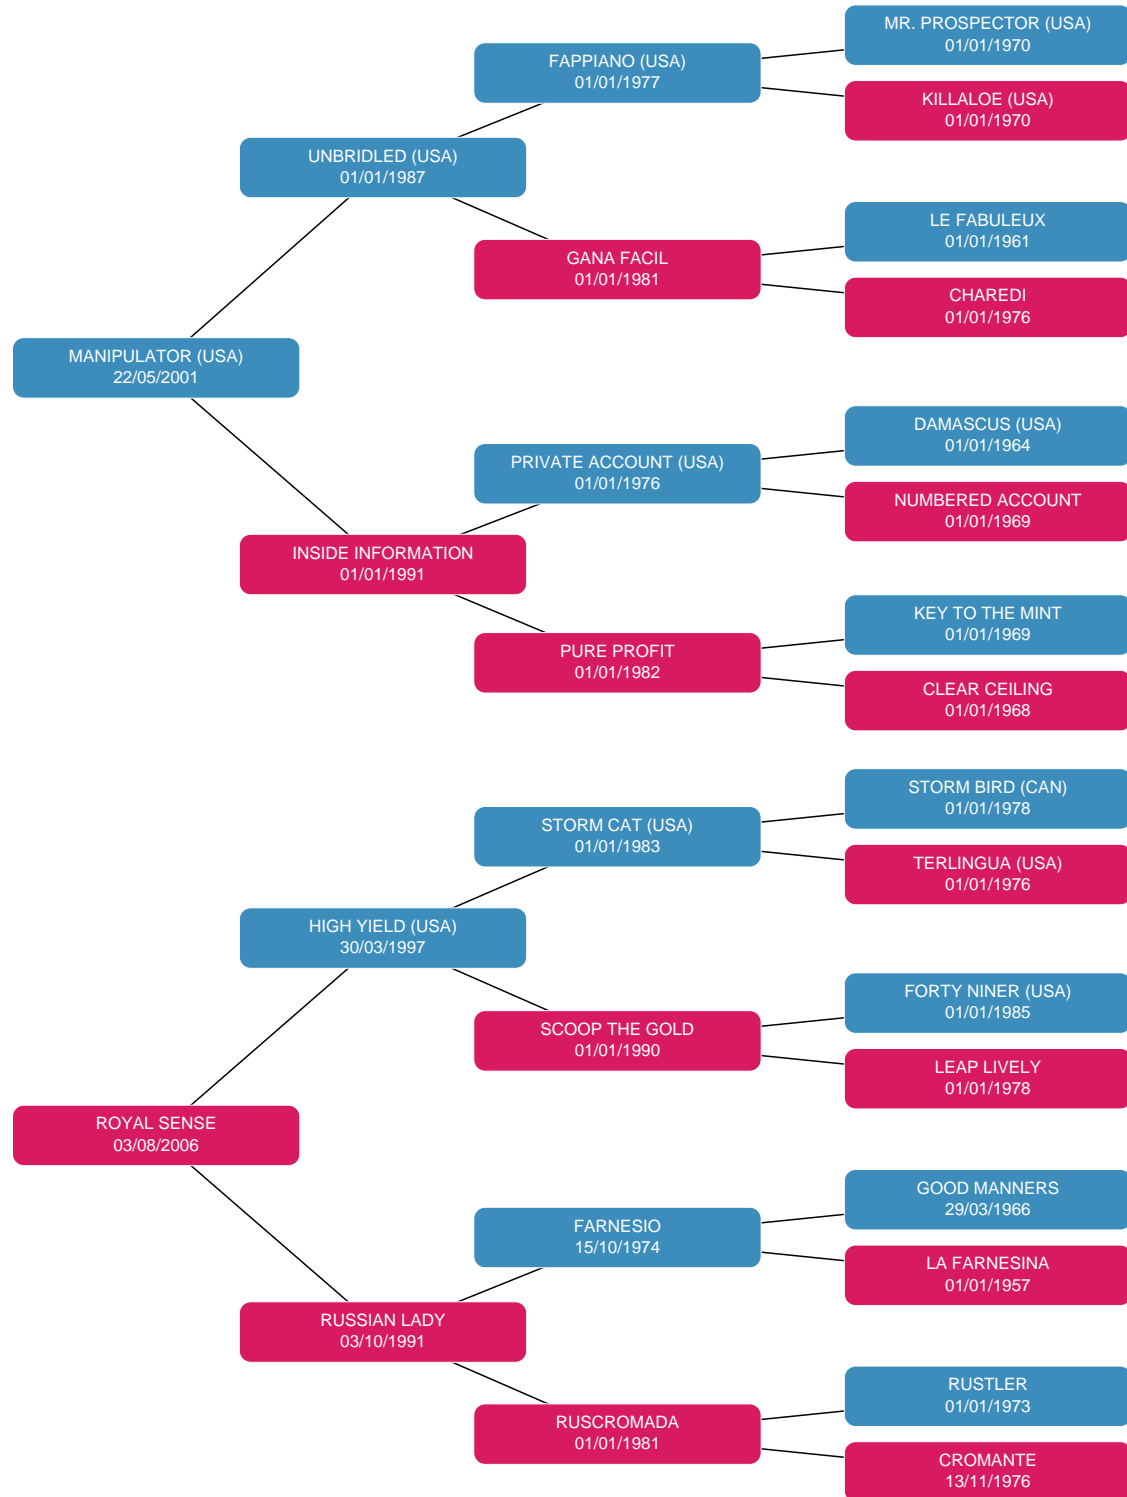 MR. PROSPECTOR (USA)
01/01/1970
FAPPIANO (USA)
01/01/1977
KILLALOE (USA)
01/01/1970
UNBRIDLED (USA)
01/01/1987
LE FABULEUX
01/01/1961
GANA FACIL
01/01/1981
CHAREDI
01/01/1976
MANIPULATOR (USA)
22/05/2001
DAMASCUS (USA)
01/01/1964
PRIVATE ACCOUNT (USA)
01/01/1976
NUMBERED ACCOUNT
01/01/1969
INSIDE INFORMATION
01/01/1991
KEY TO THE MINT
01/01/1969
PURE PROFIT
01/01/1982
CLEAR CEILING
01/01/1968
STORM BIRD (CAN)
01/01/1978
STORM CAT (USA)
01/01/1983
TERLINGUA (USA)
01/01/1976
HIGH YIELD (USA)
30/03/1997
FORTY NINER (USA)
01/01/1985
SCOOP THE GOLD
01/01/1990
LEAP LIVELY
01/01/1978
ROYAL SENSE
03/08/2006
GOOD MANNERS
29/03/1966
FARNESIO
15/10/1974
LA FARNESINA
01/01/1957
RUSSIAN LADY
03/10/1991
RUSTLER
01/01/1973
RUSCROMADA
01/01/1981
CROMANTE
13/11/1976